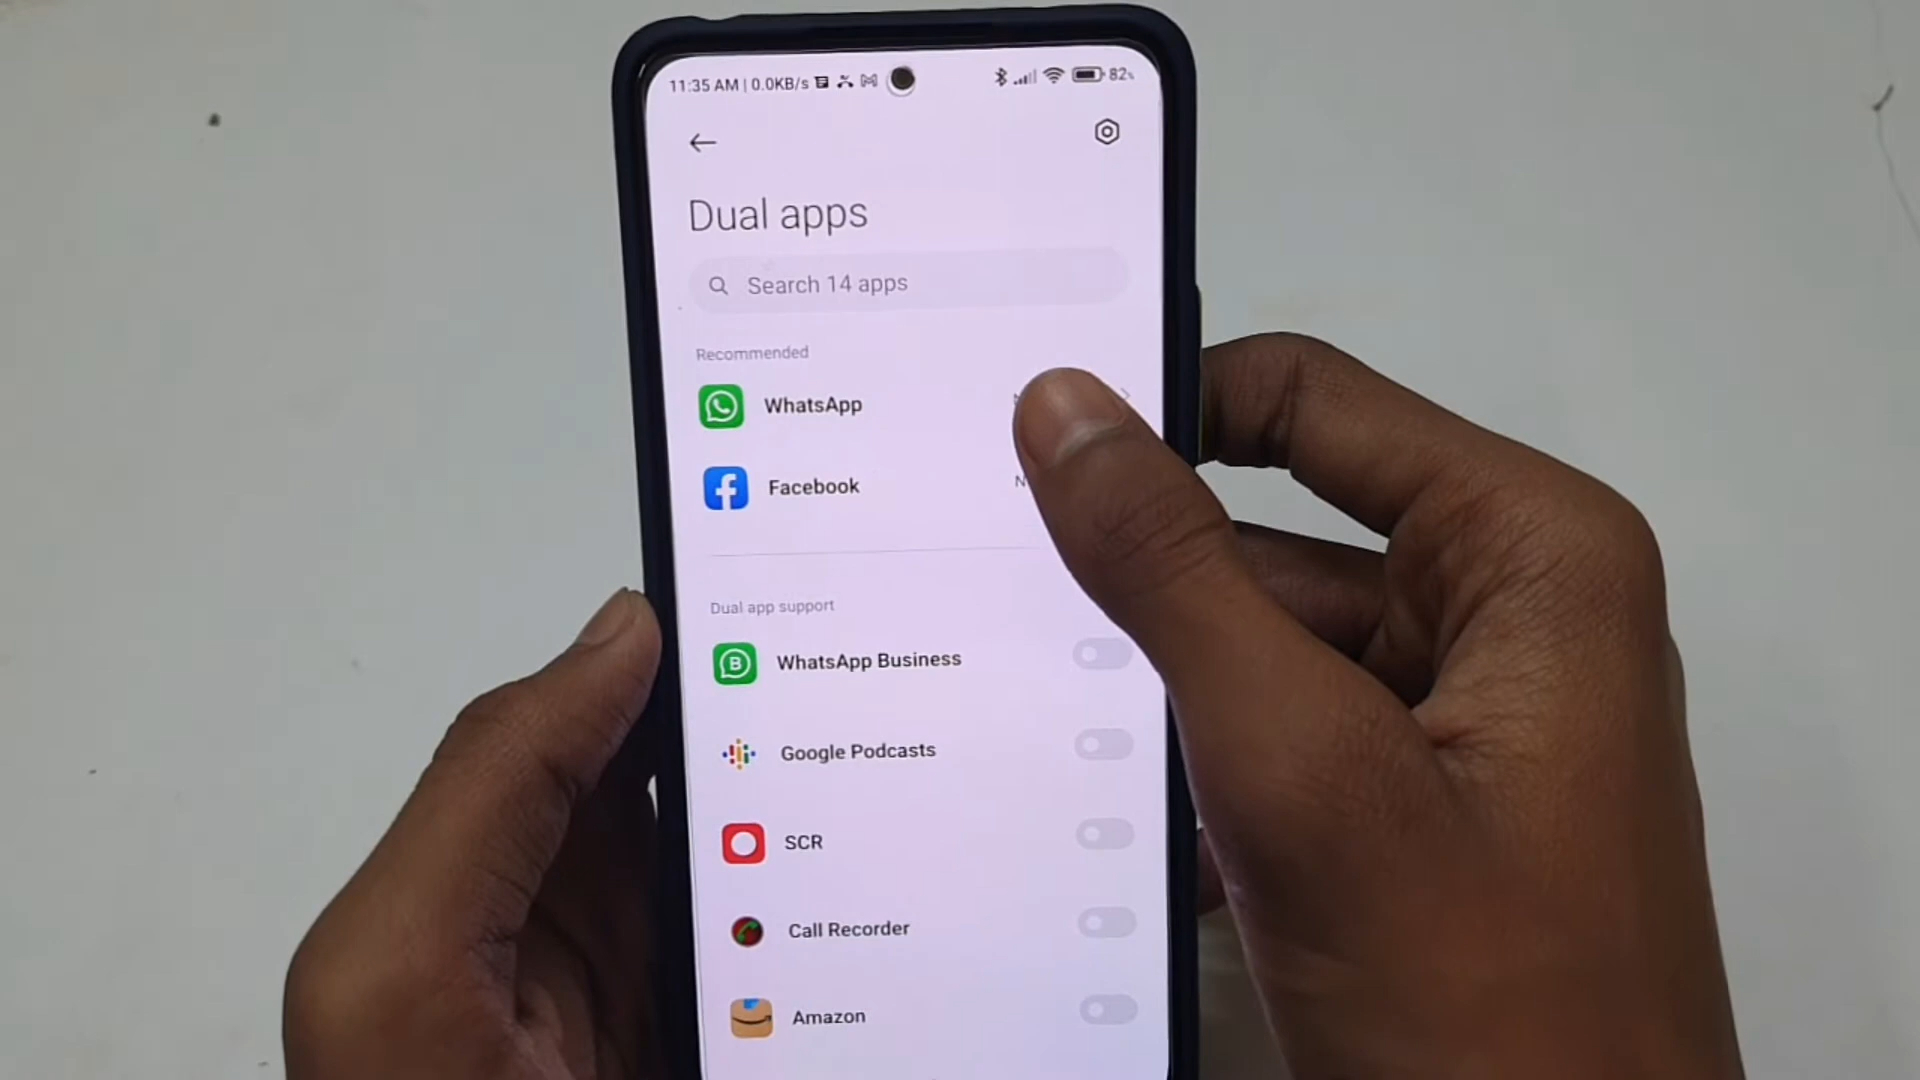 11:35 AM | 0.0KB/s 82%
Dual apps
Search 14 apps
Recommended
WhatsApp
Facebook
Dual app support
WhatsApp Business
Google Podcasts
SCR
Call Recorder
Amazon